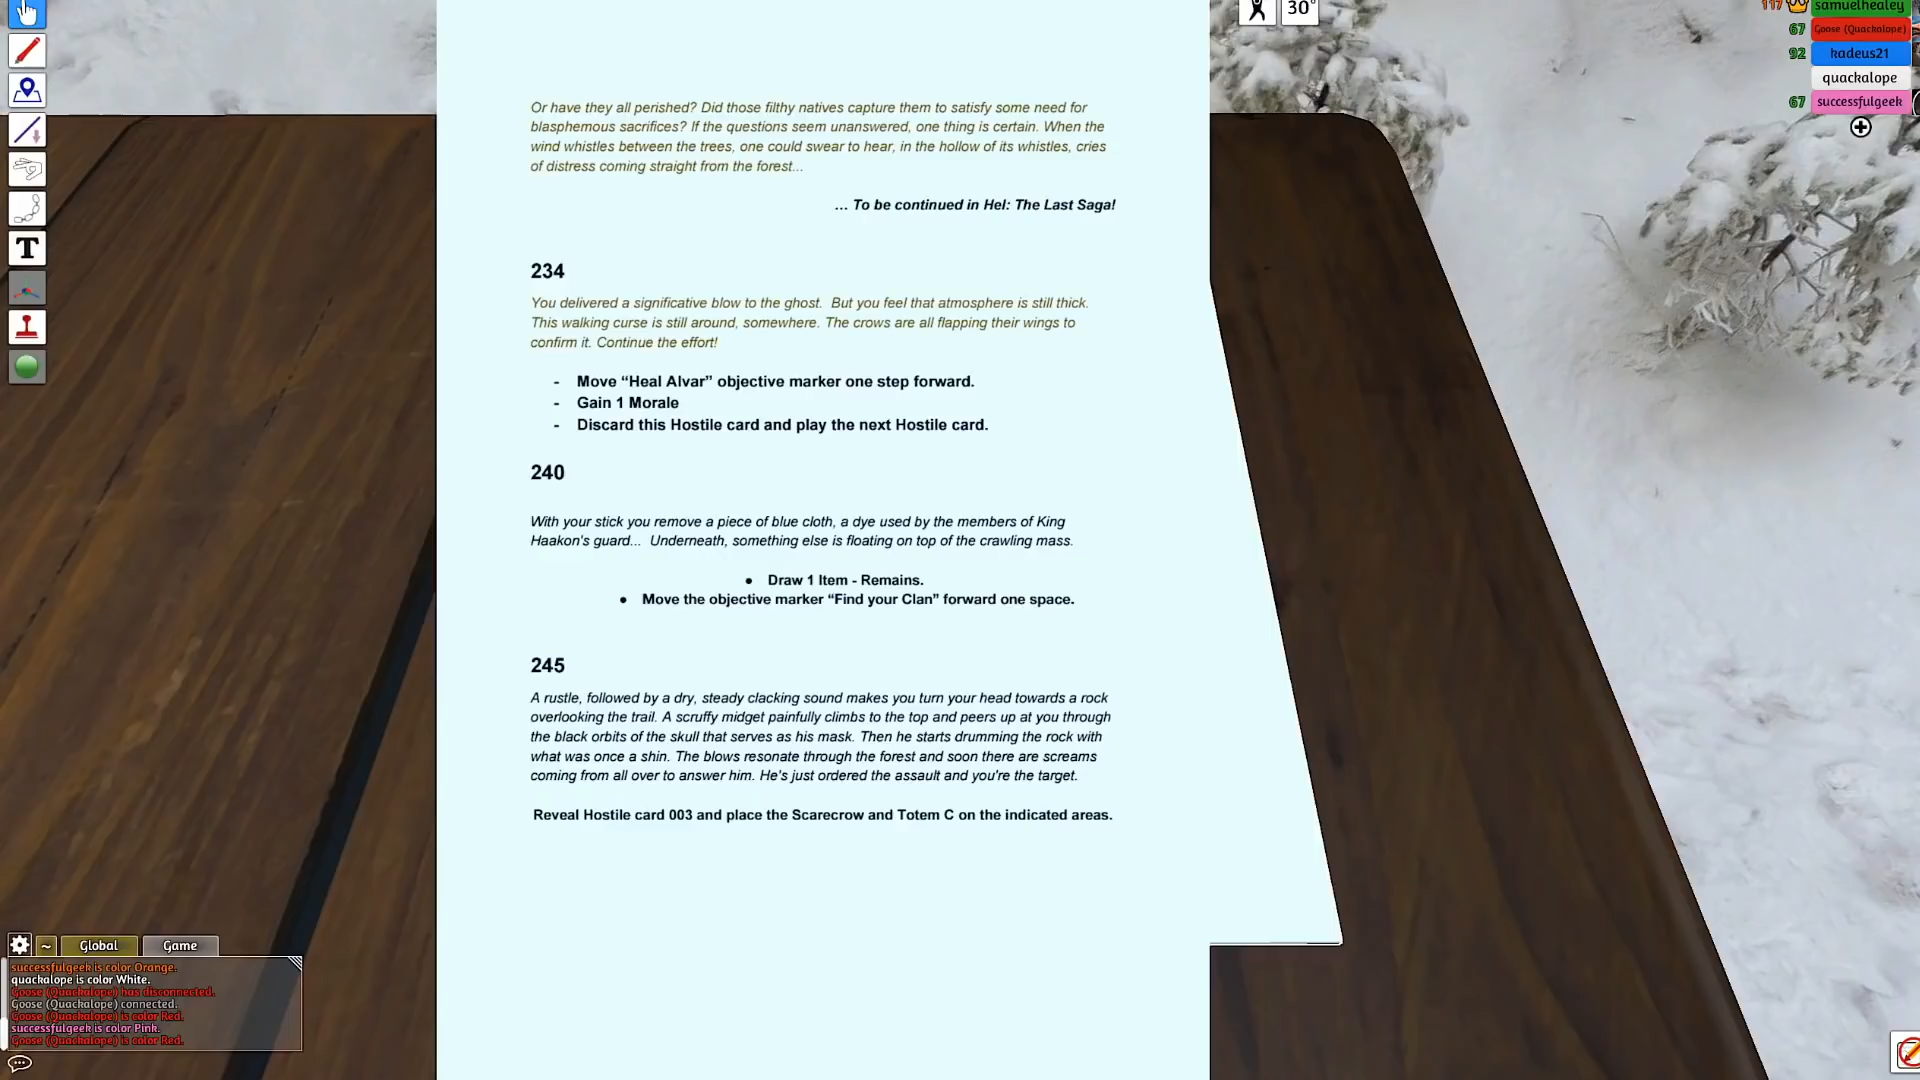 30°
117
samuelhealey
67 Goose (Quackalope)
92 kadeus21
quackalope
67 successfulgeek
Or have they all perished? Did those filthy natives capture them to satisfy some need for
blasphemous sacrifices? If the questions seem unanswered, one thing is certain. When the
wind whistles between the trees, one could swear to hear, in the hollow of its whistles, cries
of distress coming straight from the forest...
... To be continued in Hel: The Last Saga!
234
You delivered a significative blow to the ghost. But you feel that atmosphere is still thick.
This walking curse is still around, somewhere. The crows are all flapping their wings to
confirm it. Continue the effort!
- Move “Heal Alvar” objective marker one step forward.
- Gain 1 Morale
- Discard this Hostile card and play the next Hostile card.
240
With your stick you remove a piece of blue cloth, a dye used by the members of King
Haakon's guard... Underneath, something else is floating on top of the crawling mass.
● Draw 1 Item - Remains.
● Move the objective marker “Find your Clan” forward one space.
245
A rustle, followed by a dry, steady clacking sound makes you turn your head towards a rock
overlooking the trail. A scruffy midget painfully climbs to the top and peers up at you through
the black orbits of the skull that serves as his mask. Then he starts drumming the rock with
what was once a shin. The blows resonate through the forest and soon there are screams
coming from all over to answer him. He's just ordered the assault and you're the target.
Reveal Hostile card 003 and place the Scarecrow and Totem C on the indicated areas.
T
~ Global Game
successfulgeek is color Orange.
quackalope is color White.
Goose (Quackalope) has disconnected.
Goose (Quackalope) connected.
Goose (Quackalope) is color Red.
successfulgeek is color Pink.
Goose (Quackalope) is color Red.